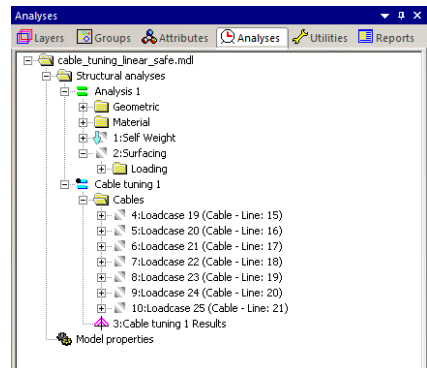 Analyses
Layers Groups Attributes Analyses Utilities Reports
cable_tuning_linear_safe.mdl
Structural analyses
Analysis 1
Geometric
Material
1:Self Weight
2:Surfacing
Loading
Cable tuning 1
Cables
4:Loadcase 19 (Cable - Line: 15)
5:Loadcase 20 (Cable - Line: 16)
6:Loadcase 21 (Cable - Line: 17)
7:Loadcase 22 (Cable - Line: 18)
8:Loadcase 23 (Cable - Line: 19)
9:Loadcase 24 (Cable - Line: 20)
10:Loadcase 25 (Cable - Line: 21)
3:Cable tuning 1 Results
Model properties